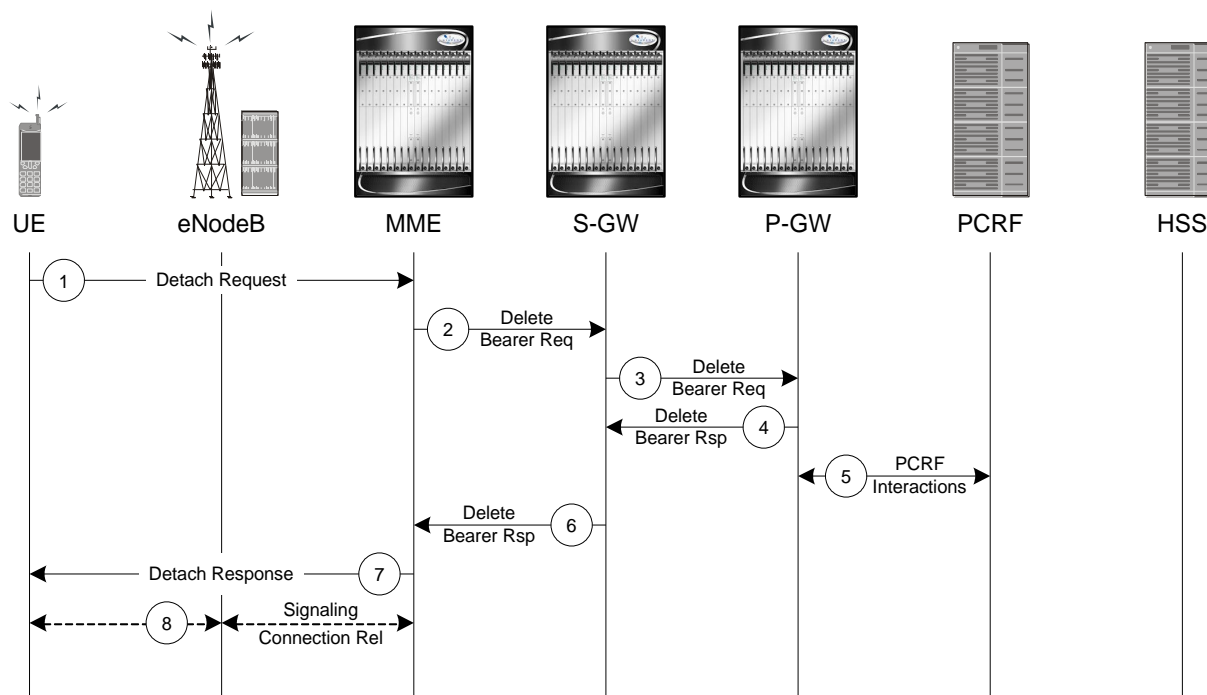 UE
eNodeB
MME
S-GW
P-GW
PCRF
HSS
1
Detach Request
2
Delete
Bearer Req
3
Delete
Bearer Req
Delete
Bearer Rsp
4
5
PCRF
Interactions
Delete
Bearer Rsp
6
Detach Response
7
8
Signaling
Connection Rel